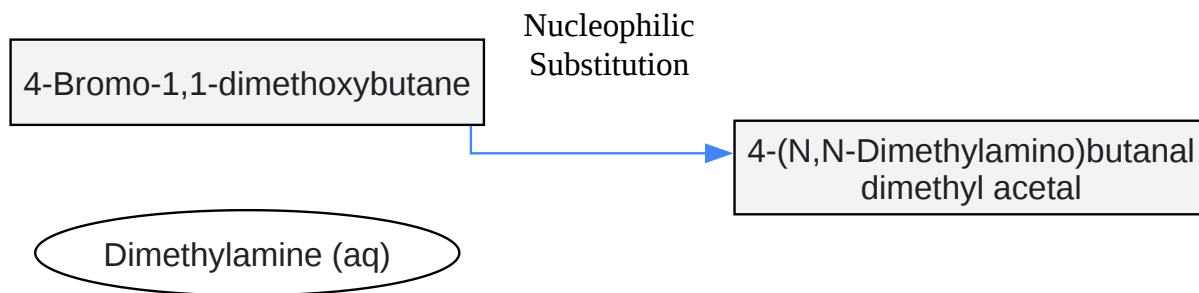 Nucleophilic
Substitution
4-Bromo-1,1-dimethoxybutane
4-(N,N-Dimethylamino)butanal
dimethyl acetal
Dimethylamine (aq)